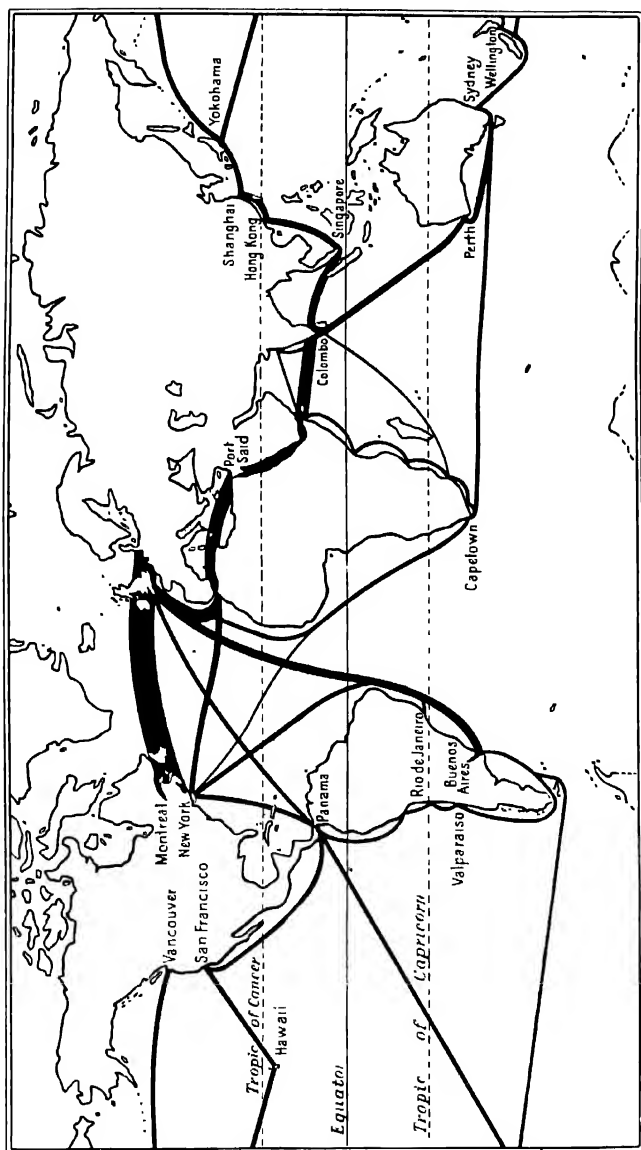 Vancouver
San Francisco
Montreal
New York
Hawaii
Panama
Rio de Janeiro
Buenos
Aires
Valparaiso
Port
Said
Capetown
Colombo
Shanghai
Hong Kong
Yokohama
Singapore
Perth
Sydney
Wellington
Tropic of Cancer
Equator
Tropic of Capricorn